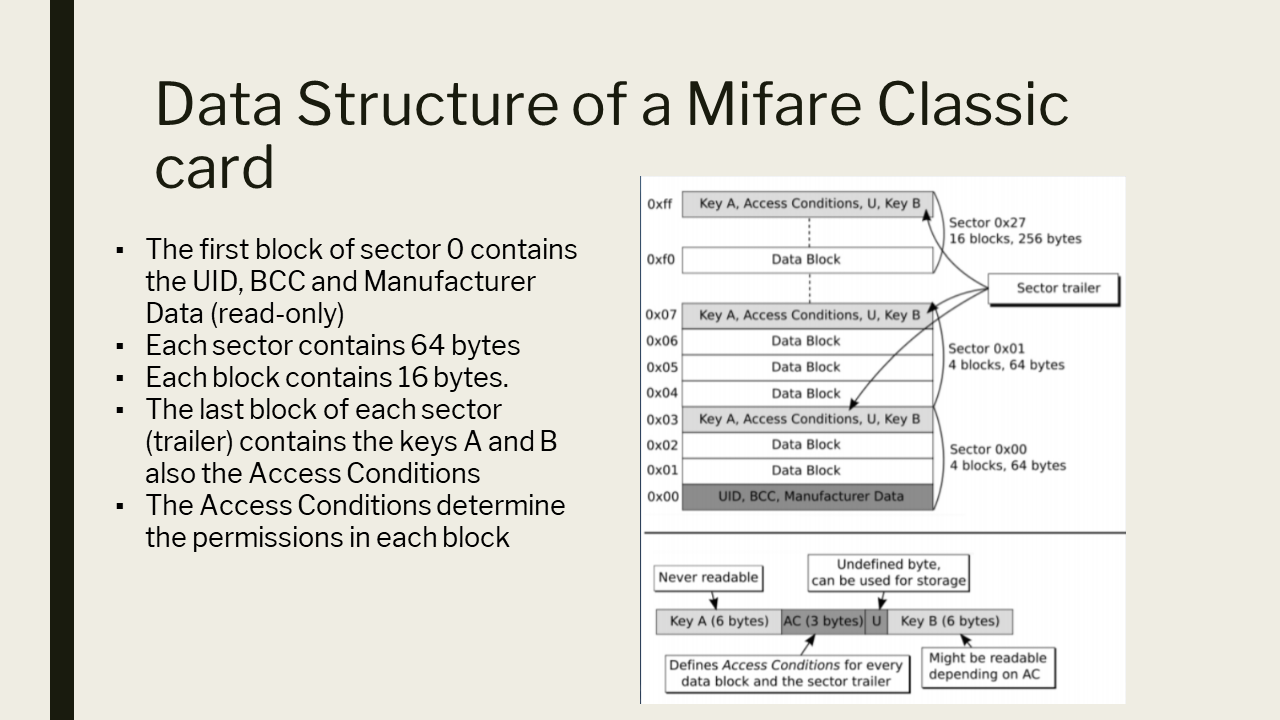 Data Structure of a Mifare Classic
card
▪ The first block of sector 0 contains
the UID, BCC and Manufacturer
Data (read-only)
▪ Each sector contains 64 bytes
▪ Each block contains 16 bytes.
▪ The last block of each sector
(trailer) contains the keys A and B
also the Access Conditions
▪ The Access Conditions determine
the permissions in each block
0xff Key A, Access Conditions, U, Key B
Sector 0x27
16 blocks, 256 bytes
0xf0 Data Block
Sector trailer
0x07 Key A, Access Conditions, U, Key B
0x06 Data Block
0x05 Data Block
0x04 Data Block
Sector 0x01
4 blocks, 64 bytes
0x03 Key A, Access Conditions, U, Key B
0x02 Data Block
0x01 Data Block
0x00 UID, BCC, Manufacturer Data
Sector 0x00
4 blocks, 64 bytes
Never readable
Undefined byte,
can be used for storage
Key A (6 bytes) AC (3 bytes) U Key B (6 bytes)
Defines Access Conditions for every
data block and the sector trailer
Might be readable
depending on AC